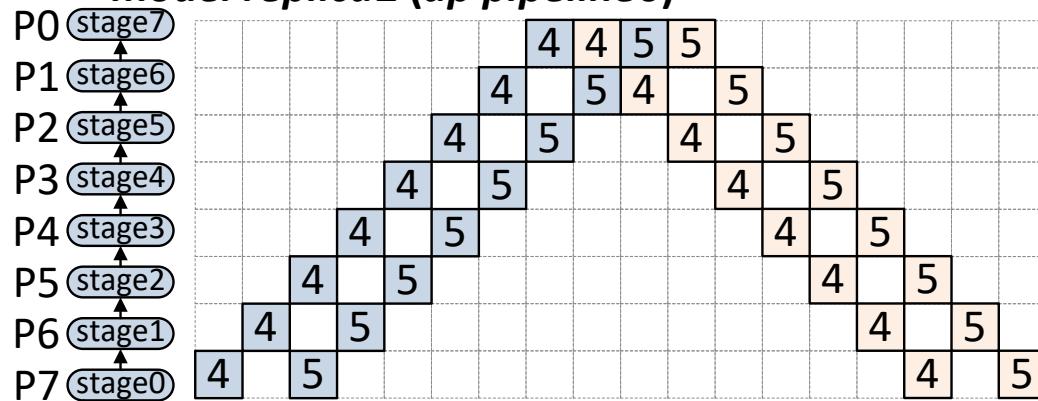 model replica1 (up pipeline0)
P0 stage7 4 4 5 5
P1 stage6 4 5 4 5
P2 stage5 4 5 4 5
P3 stage4 4 5 4 5
P4 stage3 4 5 4 5
P5 stage2 4 5 4 5
P6 stage1 4 5 4 5
P7 stage0 4 5 4 5